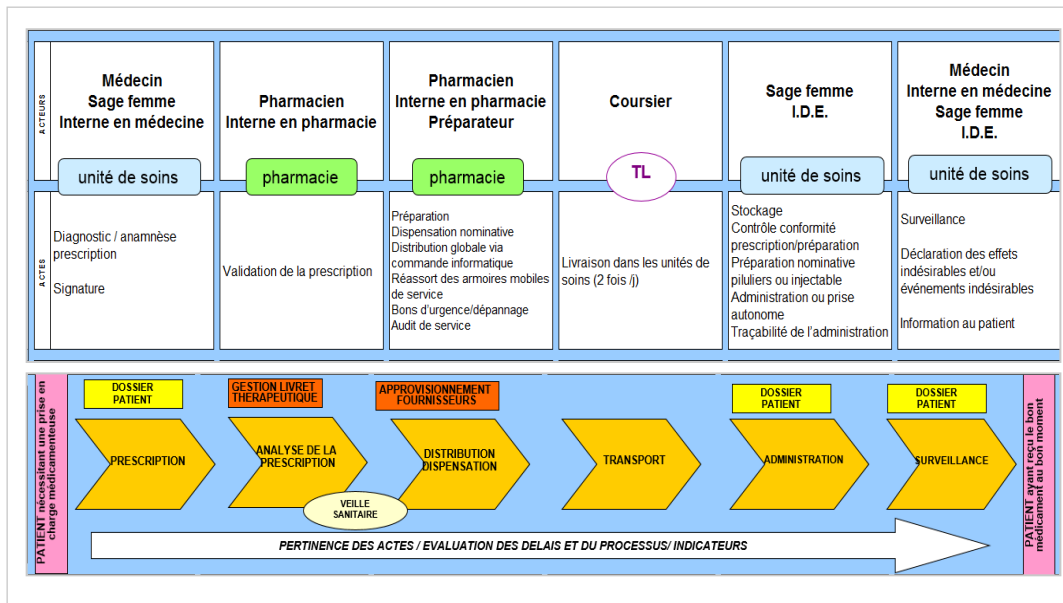 ACTEURS
Médecin
Sage femme
Interne en médecine
unité de soins
Pharmacien
Interne en pharmacie
pharmacie
Pharmacien
Interne en pharmacie
Préparateur
pharmacie
Coursier
TL
Sage femme
I.D.E.
unité de soins
Médecin
Interne en médecine
Sage femme
I.D.E.
unité de soins
ACTES
Diagnostic / anamnèse
prescription
Signature
Validation de la prescription
Préparation
Dispensation nominative
Distribution globale via
commande informatique
Réassort des armoires mobiles
de service
Bons d'urgence/dépannage
Audit de service
Livraison dans les unités de
soins (2 fois /j)
Stockage
Contrôle conformité
prescription/préparation
Préparation nominative
piluliers ou injectable
Administration ou prise
autonome
Traçabilité de l'administration
Surveillance
Déclaration des effets
indésirables et/ou
événements indésirables
Information au patient
PATIENT nécessitant une prise en
charge médicamenteuse
DOSSIER
PATIENT
PRESCRIPTION
GESTION LIVRET
THERAPEUTIQUE
ANALYSE DE LA
PRESCRIPTION
VEILLE
SANITAIRE
APPROVISIONNEMENT
FOURNISSEURS
DISTRIBUTION
DISPENSATION
TRANSPORT
DOSSIER
PATIENT
ADMINISTRATION
DOSSIER
PATIENT
SURVEILLANCE
PATIENT ayant reçu le bon
médicament au bon moment
PERTINENCE DES ACTES / EVALUATION DES DELAIS ET DU PROCESSUS/ INDICATEURS